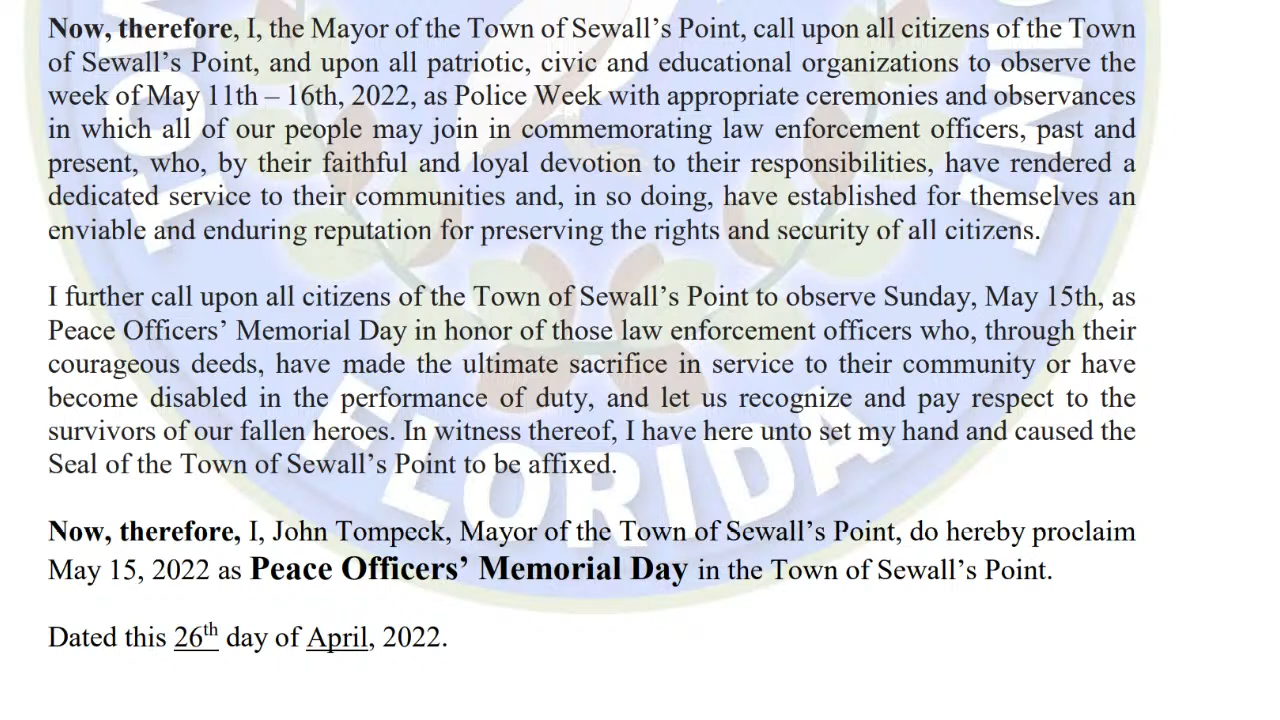 Now, therefore, I, the Mayor of the Town of Sewall’s Point, call upon all citizens of the Town
of Sewall’s Point, and upon all patriotic, civic and educational organizations to observe the
week of May 11th – 16th, 2022, as Police Week with appropriate ceremonies and observances
in which all of our people may join in commemorating law enforcement officers, past and
present, who, by their faithful and loyal devotion to their responsibilities, have rendered a
dedicated service to their communities and, in so doing, have established for themselves an
enviable and enduring reputation for preserving the rights and security of all citizens.
I further call upon all citizens of the Town of Sewall’s Point to observe Sunday, May 15th, as
Peace Officers’ Memorial Day in honor of those law enforcement officers who, through their
courageous deeds, have made the ultimate sacrifice in service to their community or have
become disabled in the performance of duty, and let us recognize and pay respect to the
survivors of our fallen heroes. In witness thereof, I have here unto set my hand and caused the
Seal of the Town of Sewall’s Point to be affixed.
FLORIDA
Now, therefore, I, John Tompeck, Mayor of the Town of Sewall’s Point, do hereby proclaim
May 15, 2022 as Peace Officers’ Memorial Day in the Town of Sewall’s Point.
Dated this 26th day of April, 2022.